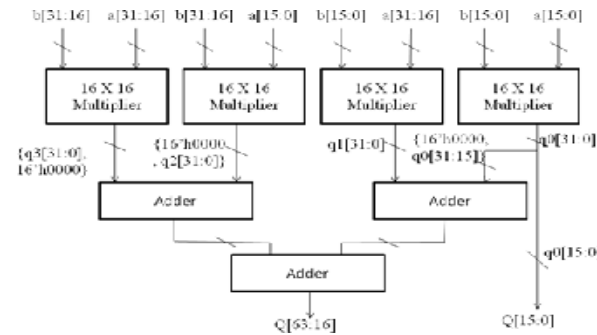 b[31:16] a[31:16] b[31:16] a[15:0] b[15:0] a[31:16] b[15:0] a[15:0]
16 X 16 Multiplier
16 X 16 Multiplier
16 X 16 Multiplier
16 X 16 Multiplier
{q3[31:0], 
16'h0000}
{16'h0000
, q2[31:0]}
q1[31:0]
{16'h0000,
q0[31:15]}
q0[31:0]
Adder
Adder
q0[15:0
Adder
Q[63:16]
Q[15:0]